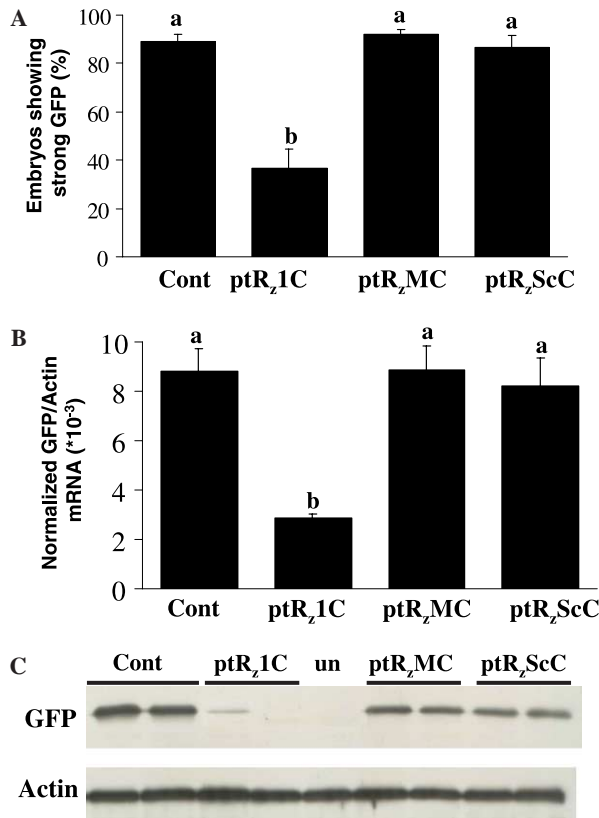 A
Embryos showing
strong GFP (%)
100
80
60
40
20
0
a
b
a
a
Cont ptRz1C ptRzMC ptRzScC
B
Normalized GFP/Actin
mRNA (*10-3)
10
8
6
4
2
0
a
b
a
a
Cont ptRz1C ptRzMC ptRzScC
C
Cont ptRz1C un ptRzMC ptRzScC
GFP
Actin